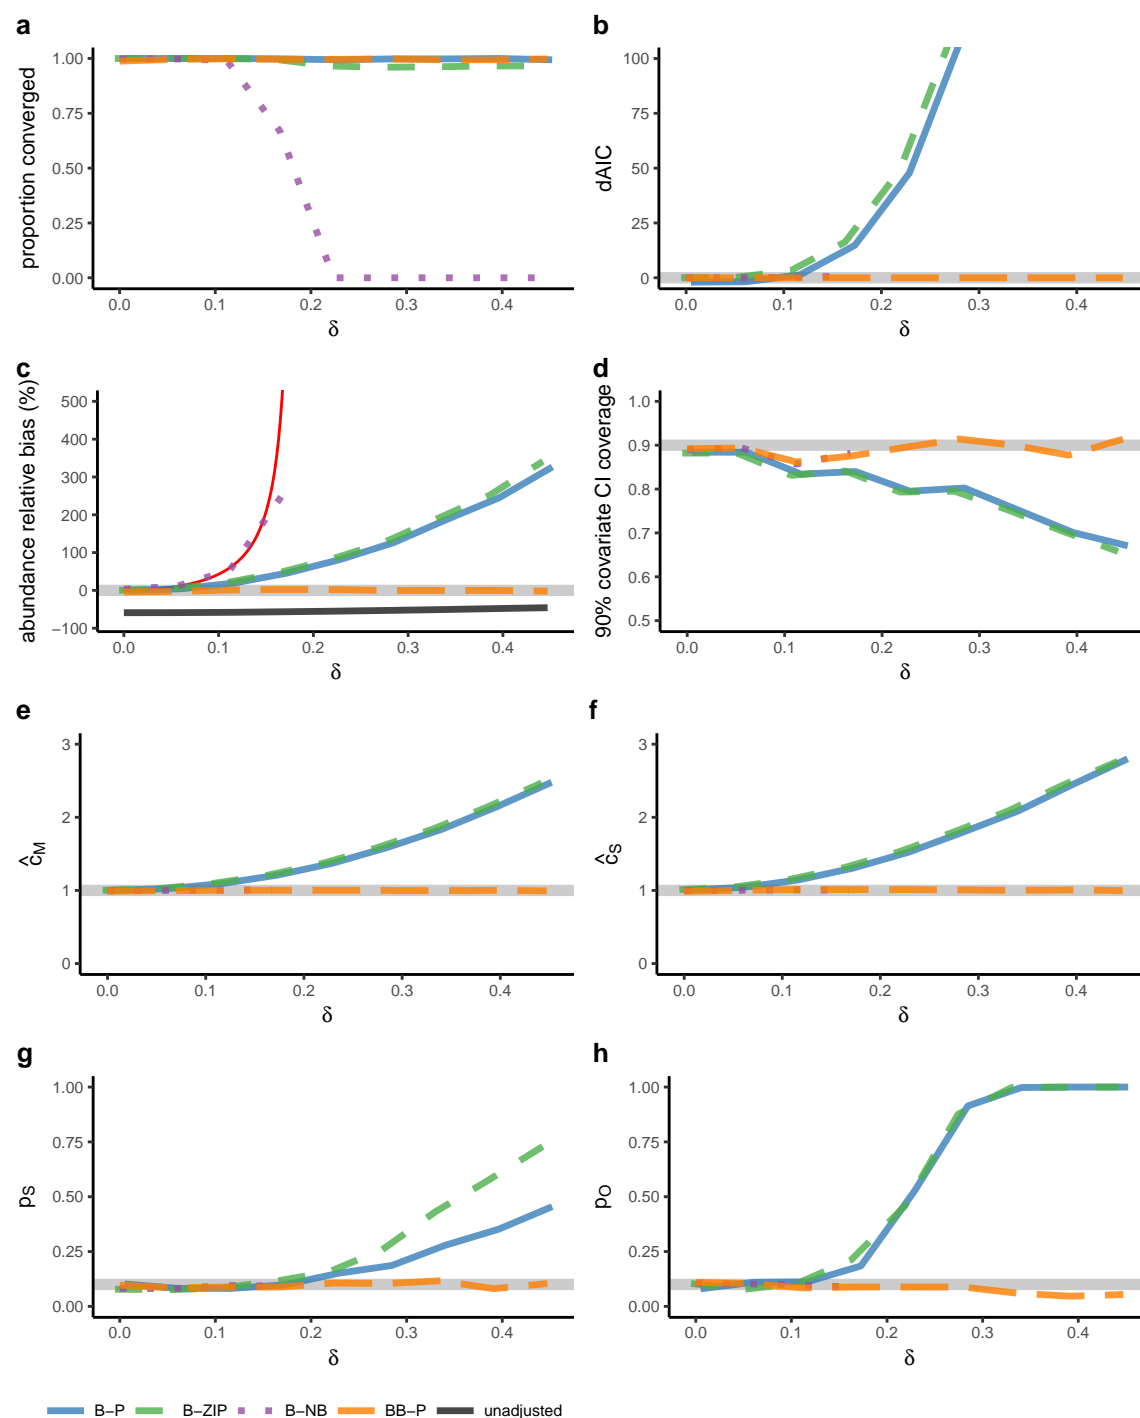 a
proportion converged
1.00
0.75
0.50
0.25
0.00
0.0 0.1 0.2 0.3 0.4
δ
b
dAIC
100
75
50
25
0
0.0 0.1 0.2 0.3 0.4
δ
c
abundance relative bias (%)
500
400
300
200
100
0
−100
0.0 0.1 0.2 0.3 0.4
δ
d
90% covariate CI coverage
1.0
0.9
0.8
0.7
0.6
0.5
0.0 0.1 0.2 0.3 0.4
δ
e
ĉM
3
2
1
0
0.0 0.1 0.2 0.3 0.4
δ
f
ĉS
3
2
1
0
0.0 0.1 0.2 0.3 0.4
δ
g
pS
1.00
0.75
0.50
0.25
0.00
0.0 0.1 0.2 0.3 0.4
δ
h
pO
1.00
0.75
0.50
0.25
0.00
0.0 0.1 0.2 0.3 0.4
δ
B−P B−ZIP B−NB BB−P unadjusted